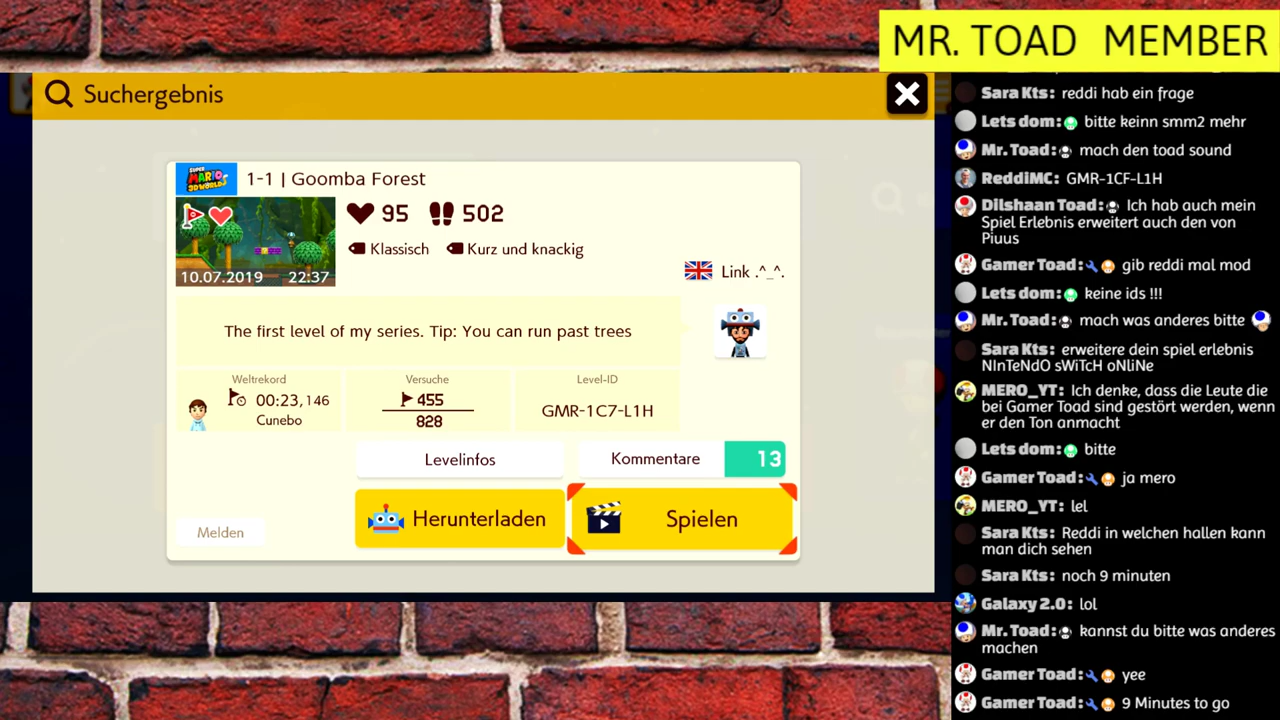 MR. TOAD MEMBER
Suchergebnis
SUPER MARIO 3D WORLD
1-1 | Goomba Forest
95
502
Klassisch
Kurz und knackig
10.07.2019 22:37
Link .^_^.
The first level of my series. Tip: You can run past trees
Weltrekord
00:23,146
Cunebo
Versuche
455
828
Level-ID
GMR-1C7-L1H
Levelinfos
Kommentare
13
Melden
Herunterladen
Spielen
Sara Kts: reddi hab ein frage
Lets dom: bitte keinn smm2 mehr
Mr. Toad: mach den toad sound
ReddiMC: GMR-1CF-L1H
Dilshaan Toad: Ich hab auch mein
Spiel Erlebnis erweitert auch den von
Piuus
Gamer Toad: gib reddi mal mod
Lets dom: keine ids !!!
Mr. Toad: mach was anderes bitte
Sara Kts: erweitere dein spiel erlebnis
NIntENdO sWiTcH oNliNe
MERO_YT: Ich denke, dass die Leute die
bei Gamer Toad sind gestört werden, wenn
er den Ton anmacht
Lets dom: bitte
Gamer Toad: ja mero
MERO_YT: lel
Sara Kts: Reddi in welchen hallen kann
man dich sehen
Sara Kts: noch 9 minuten
Galaxy 2.0: lol
Mr. Toad: kannst du bitte was anderes
machen
Gamer Toad: yee
Gamer Toad: 9 Minutes to go